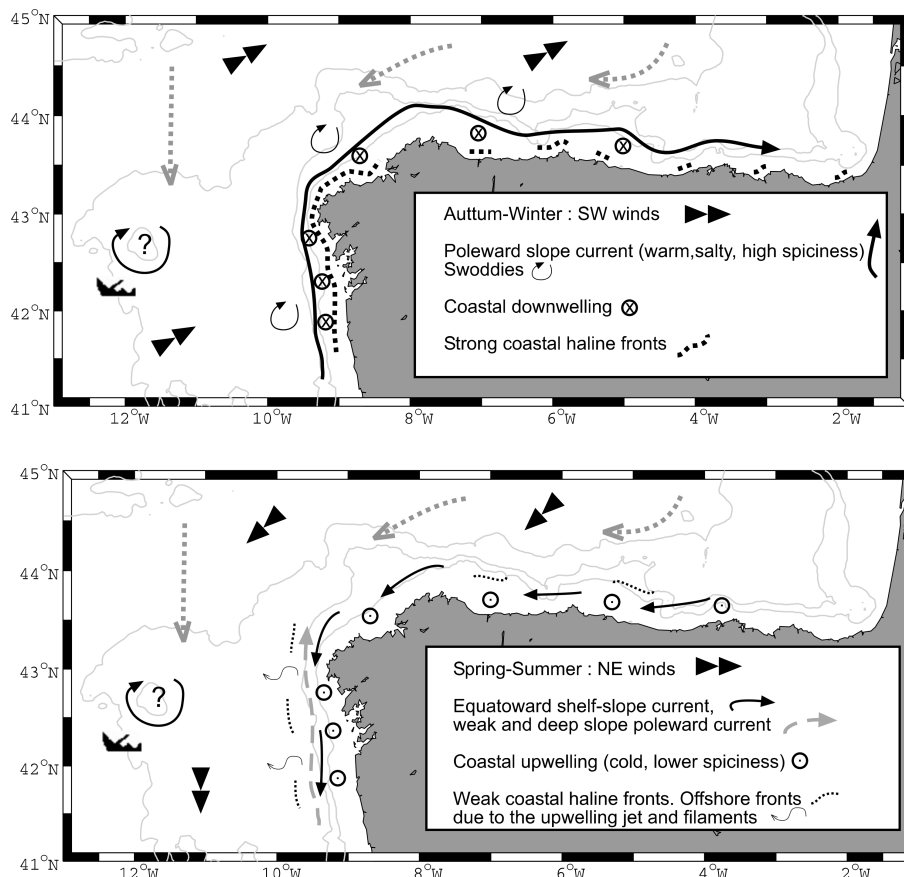 45°N
44°N
43°N
42°N
41°N
?
Auttum-Winter : SW winds
Poleward slope current (warm,salty, high spiciness)
Swoddies
Coastal downwelling
Strong coastal haline fronts
12°W 10°W 8°W 6°W 4°W 2°W
45°N
44°N
43°N
42°N
41°N
?
Spring-Summer : NE winds
Equatoward shelf-slope current,
weak and deep slope poleward current
Coastal upwelling (cold, lower spiciness)
Weak coastal haline fronts. Offshore fronts
due to the upwelling jet and filaments
12°W 10°W 8°W 6°W 4°W 2°W